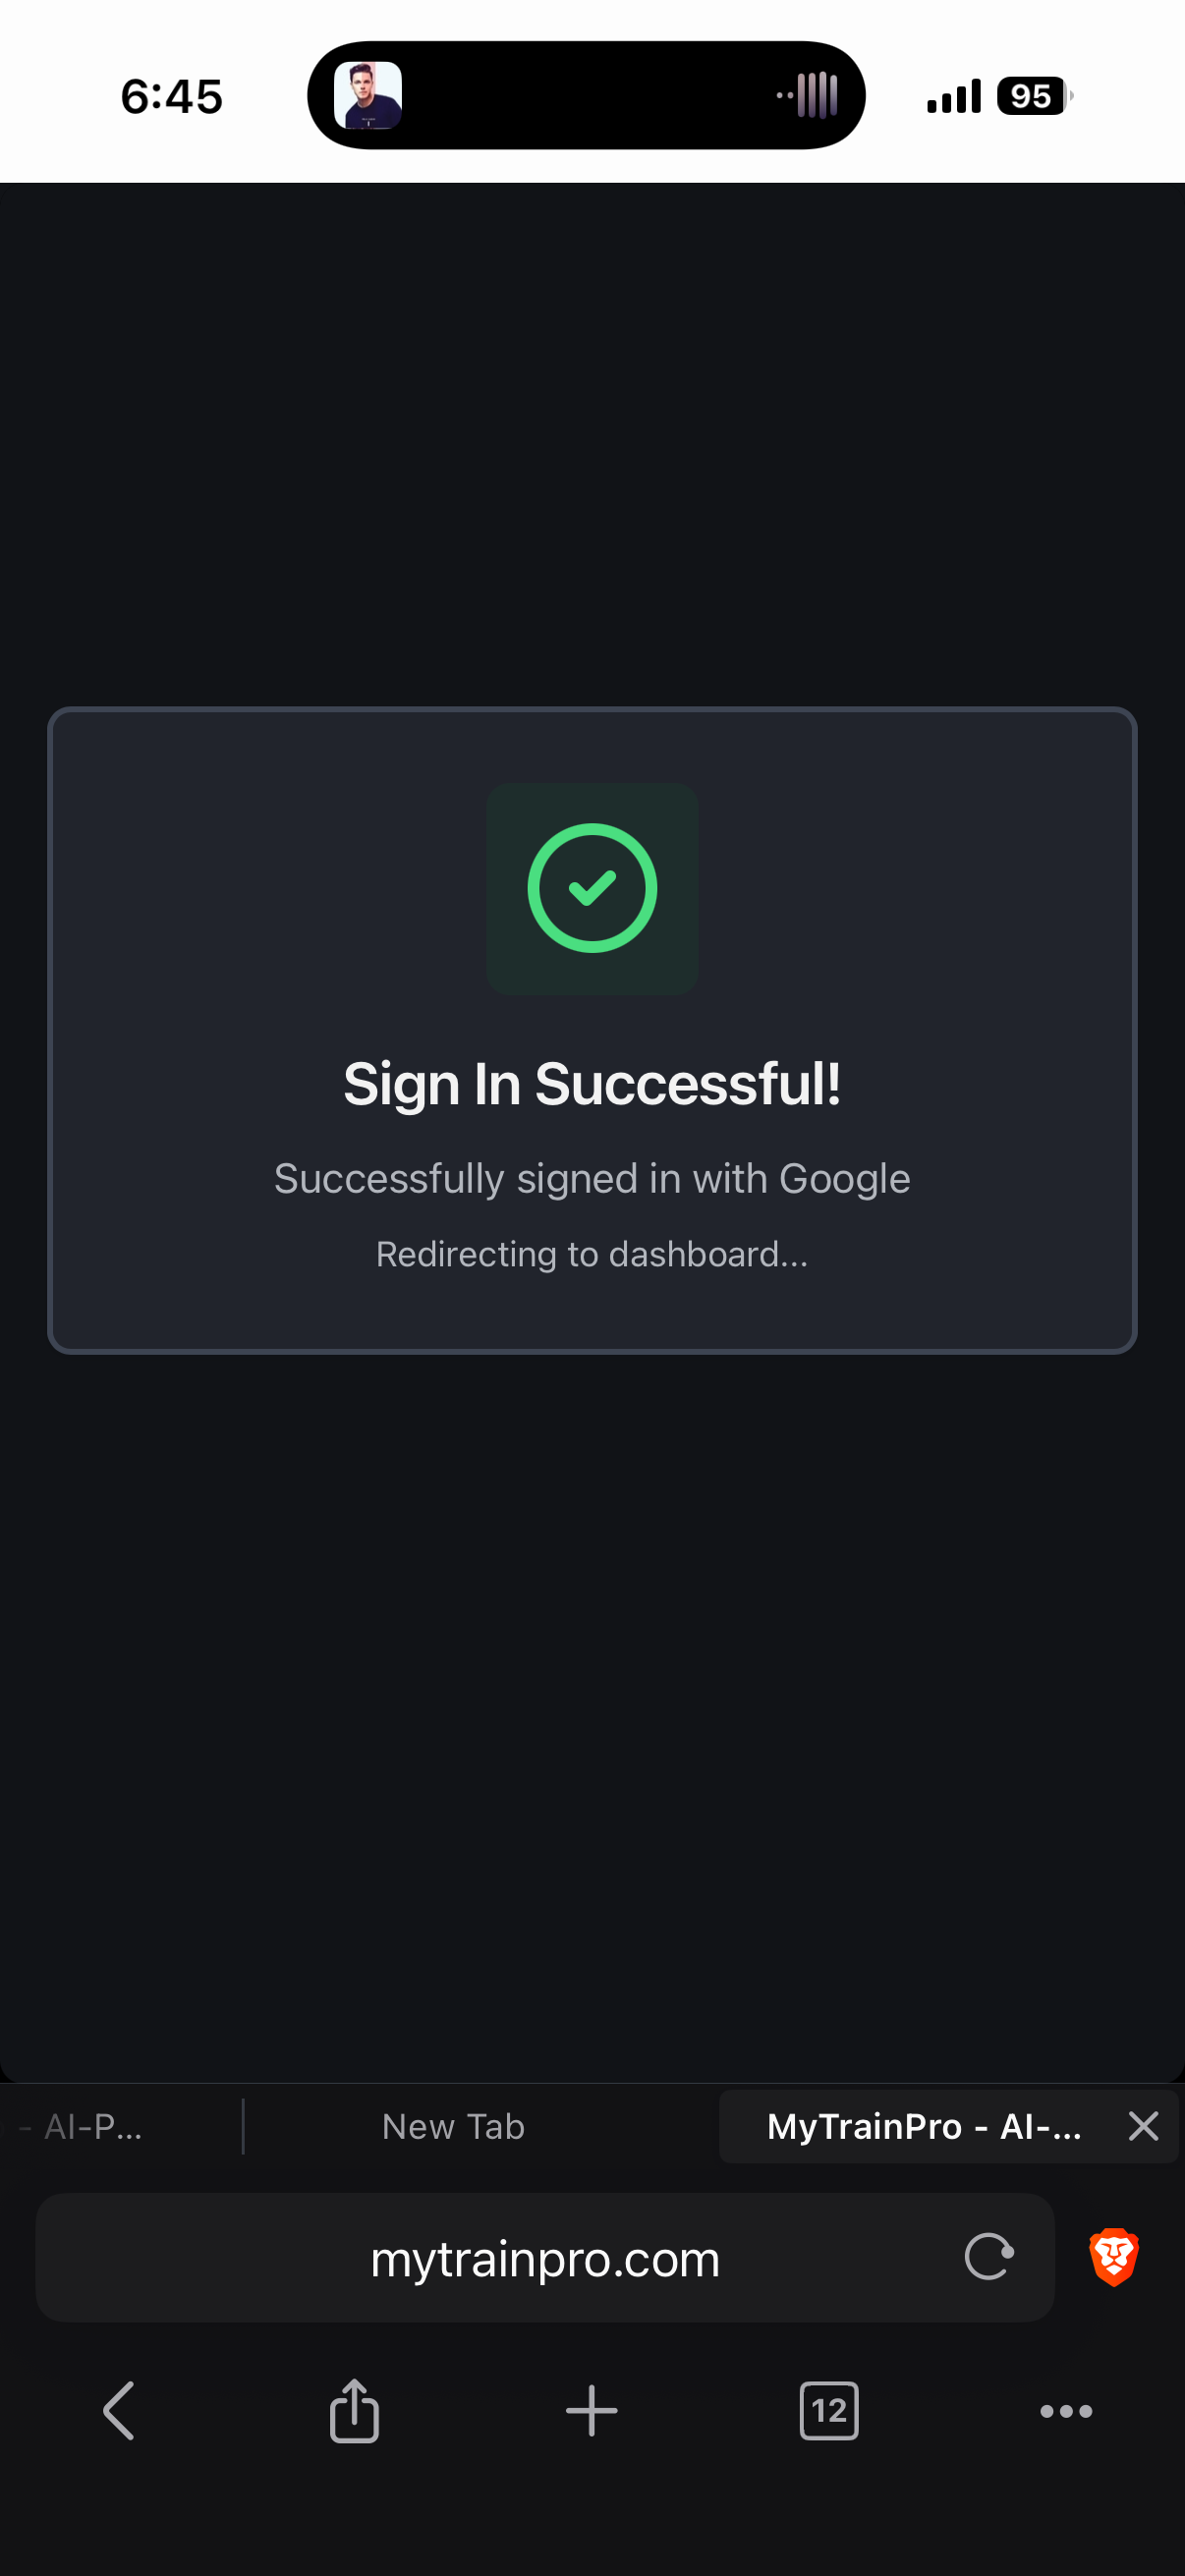 6:45
95
Sign In Successful!
Successfully signed in with Google
Redirecting to dashboard...
- AI-P...
New Tab
MyTrainPro - AI-...
mytrainpro.com
12